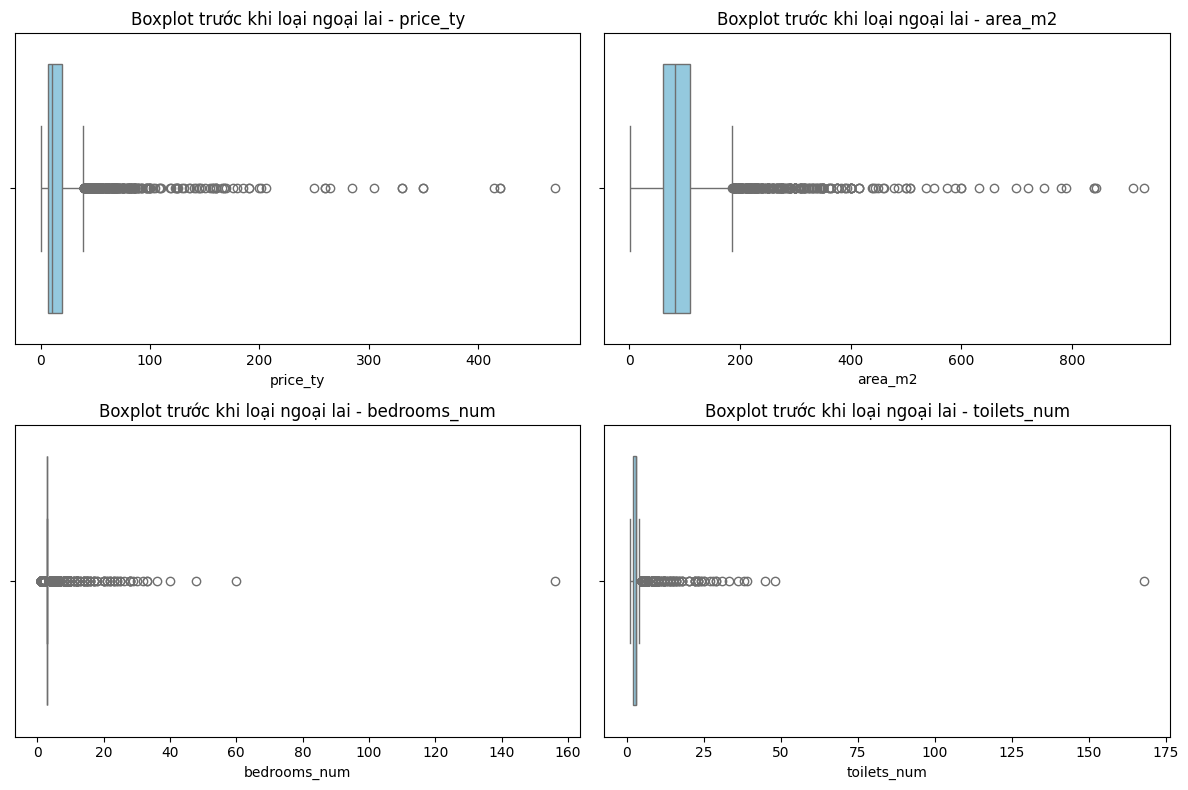 Boxplot trước khi loại ngoại lai - price_ty
0 100 200 300 400
price_ty
Boxplot trước khi loại ngoại lai - area_m2
0 200 400 600 800
area_m2
Boxplot trước khi loại ngoại lai - bedrooms_num
0 20 40 60 80 100 120 140 160
bedrooms_num
Boxplot trước khi loại ngoại lai - toilets_num
0 25 50 75 100 125 150 175
toilets_num